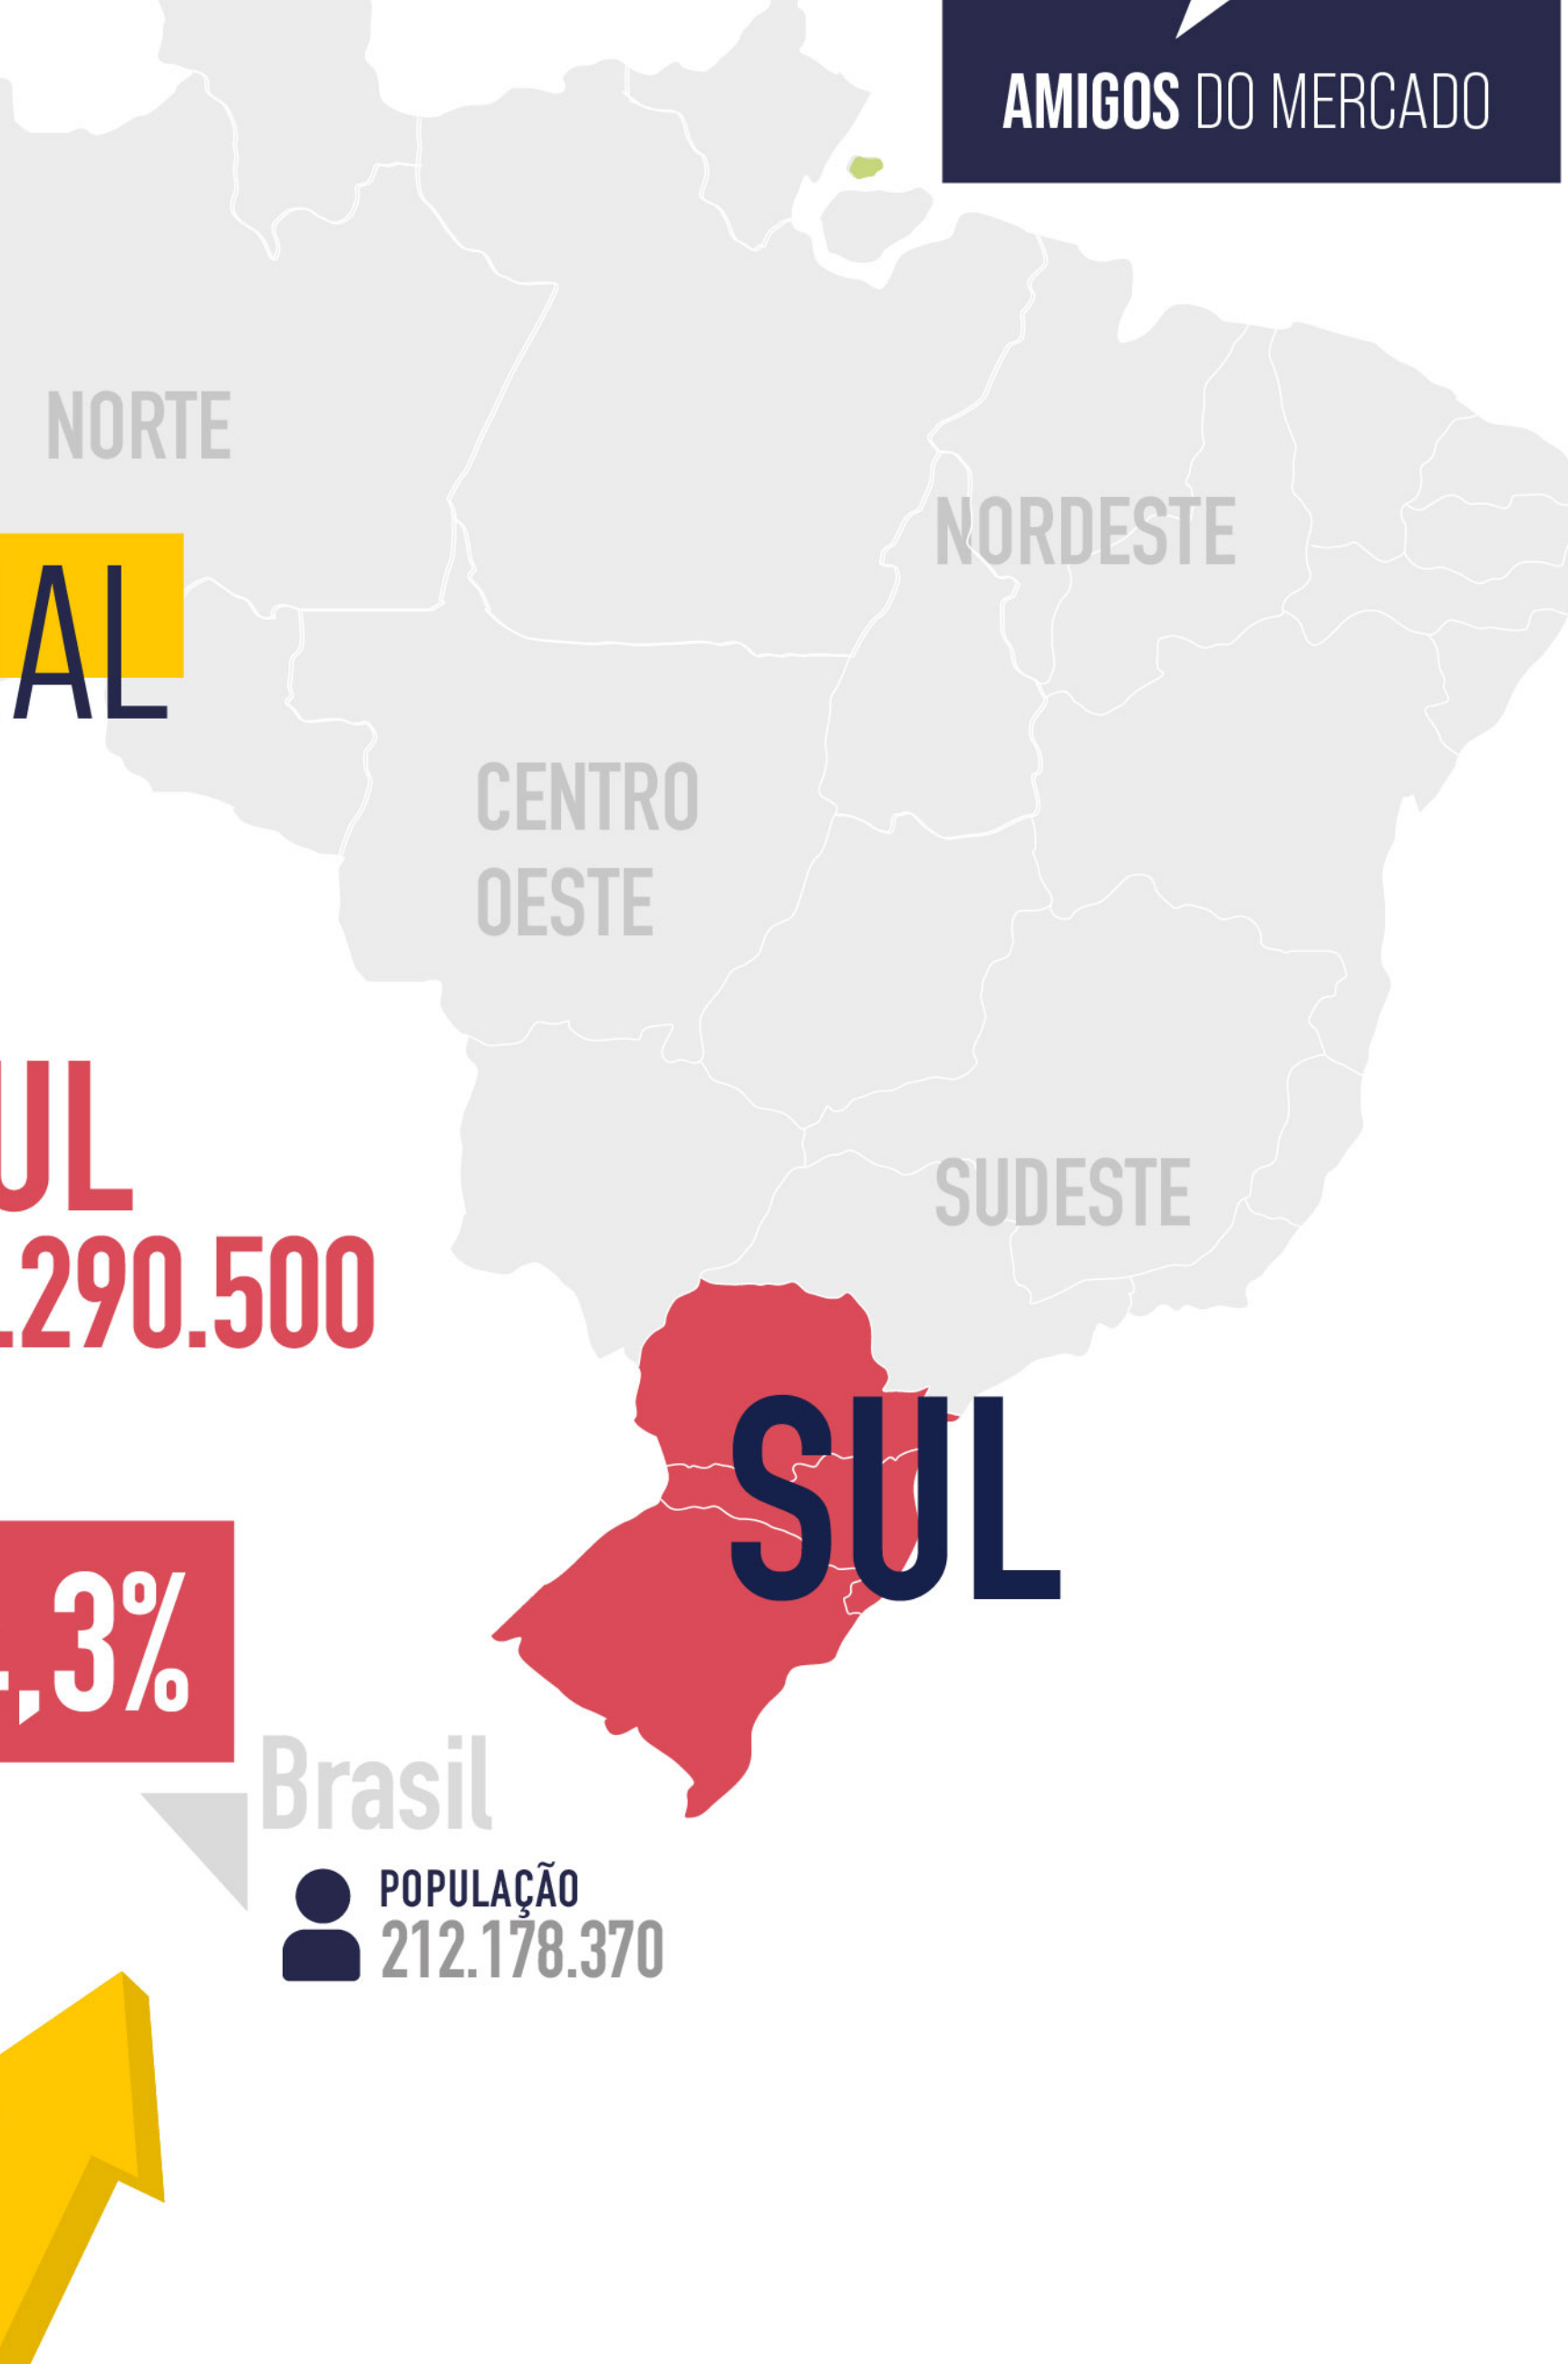 AMIGOS DO MERCADO
NORTE
NORDESTE
AL
CENTRO
OESTE
UL
.290.500
SUDESTE
SUL
,3%
Brasil
POPULAÇÃO
212.178.370